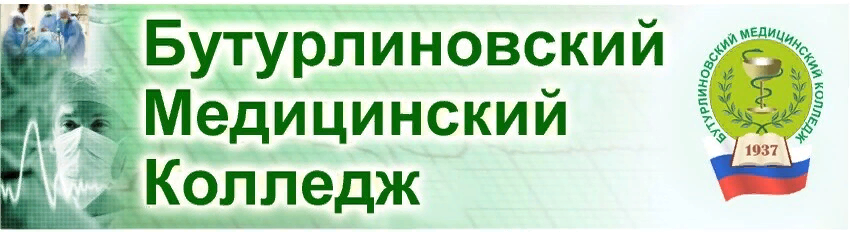 Бутурлиновский
Медицинский
Колледж
БУТУРЛИНОВСКИЙ МЕДИЦИНСКИЙ КОЛЛЕДЖ
1937